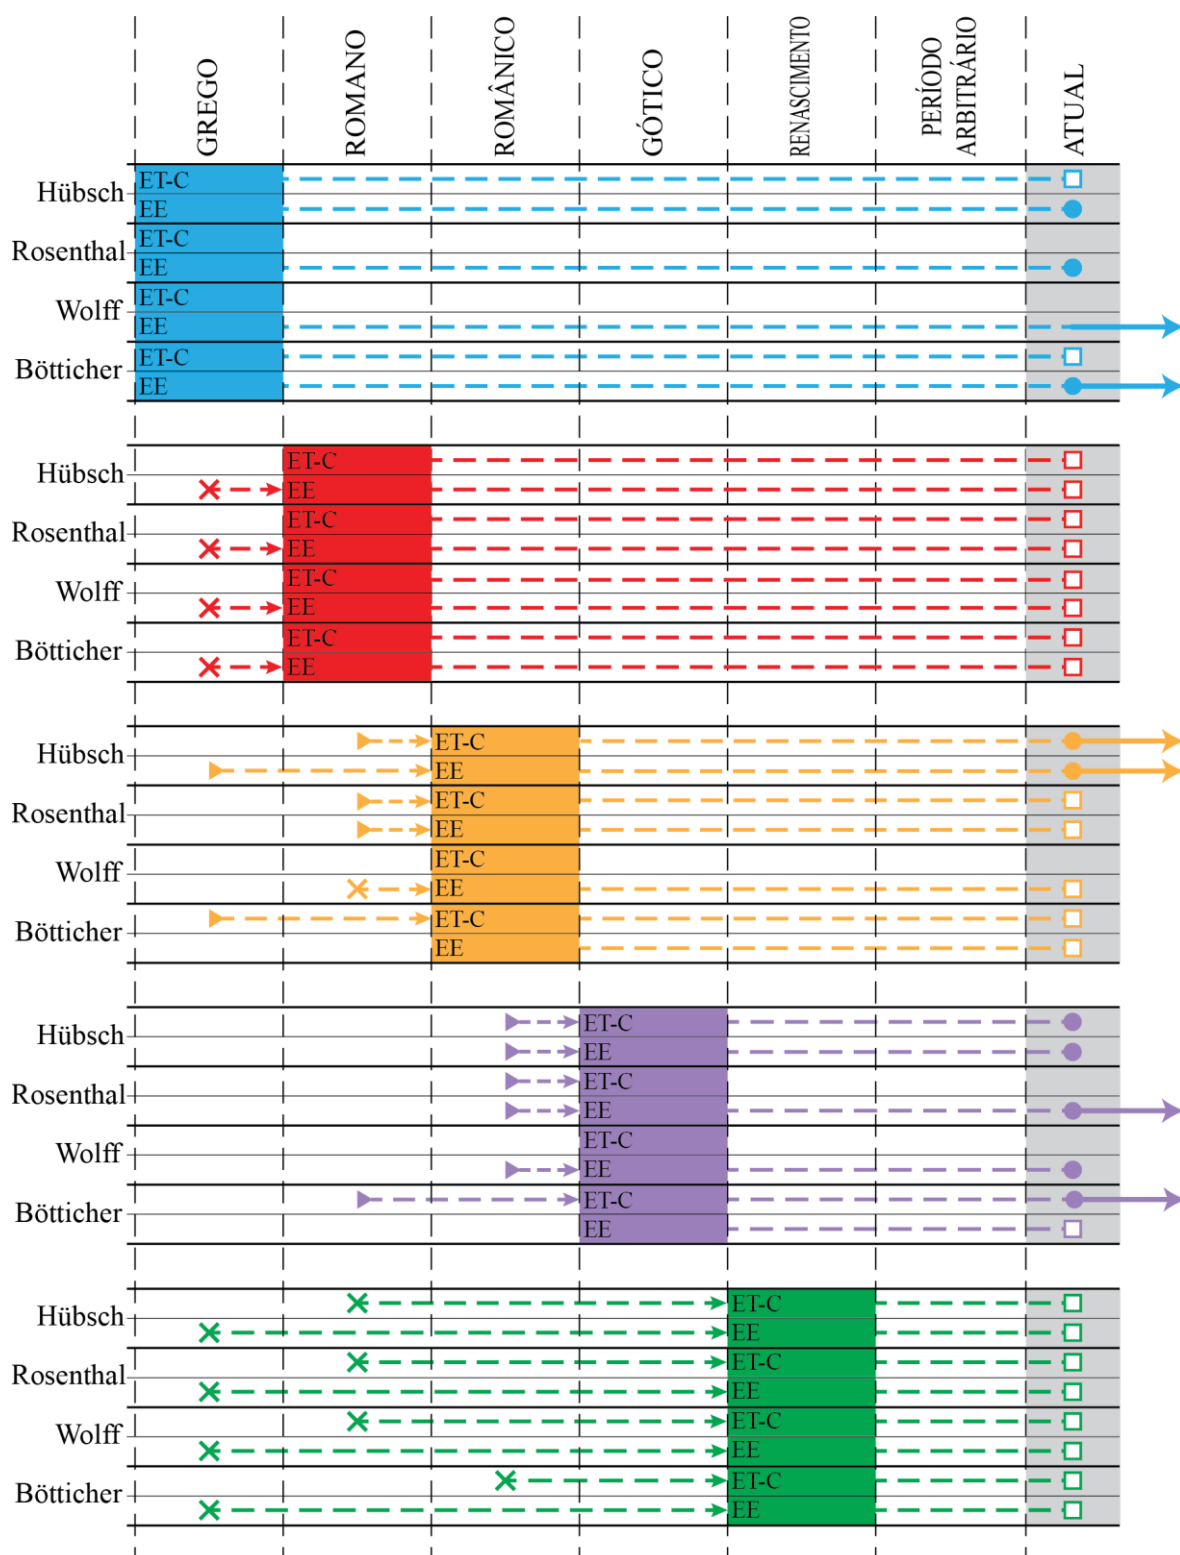 GREGO
ROMANO
ROMÂNICO
GÓTICO
RENASCIMENTO
PERÍODO
ARBITRÁRIO
ATUAL
Hübsch
ET-C
EE
Rosenthal
ET-C
EE
Wolff
ET-C
EE
Bötticher
ET-C
EE
Hübsch
ET-C
EE
Rosenthal
ET-C
EE
Wolff
ET-C
EE
Bötticher
ET-C
EE
Hübsch
ET-C
EE
Rosenthal
ET-C
EE
Wolff
ET-C
EE
Bötticher
ET-C
EE
Hübsch
ET-C
EE
Rosenthal
ET-C
EE
Wolff
ET-C
EE
Bötticher
ET-C
EE
Hübsch
ET-C
EE
Rosenthal
ET-C
EE
Wolff
ET-C
EE
Bötticher
ET-C
EE